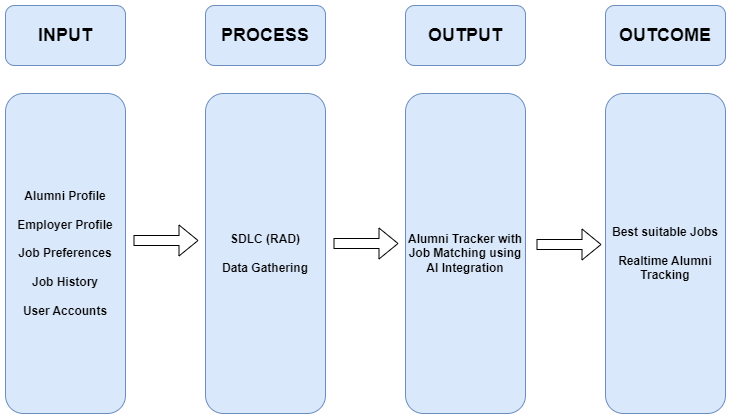 INPUT
PROCESS
OUTPUT
OUTCOME
Alumni Profile
Employer Profile
Job Preferences
Job History
User Accounts
SDLC (RAD)
Data Gathering
Alumni Tracker with
Job Matching using
AI Integration
Best suitable Jobs
Realtime Alumni
Tracking